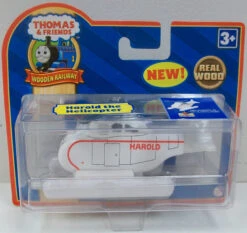 THOMAS
& FRIENDS
WOODEN RAILWAY
3+
NEW!
REAL
WOOD
Harold the
Helicopter
HAROLD